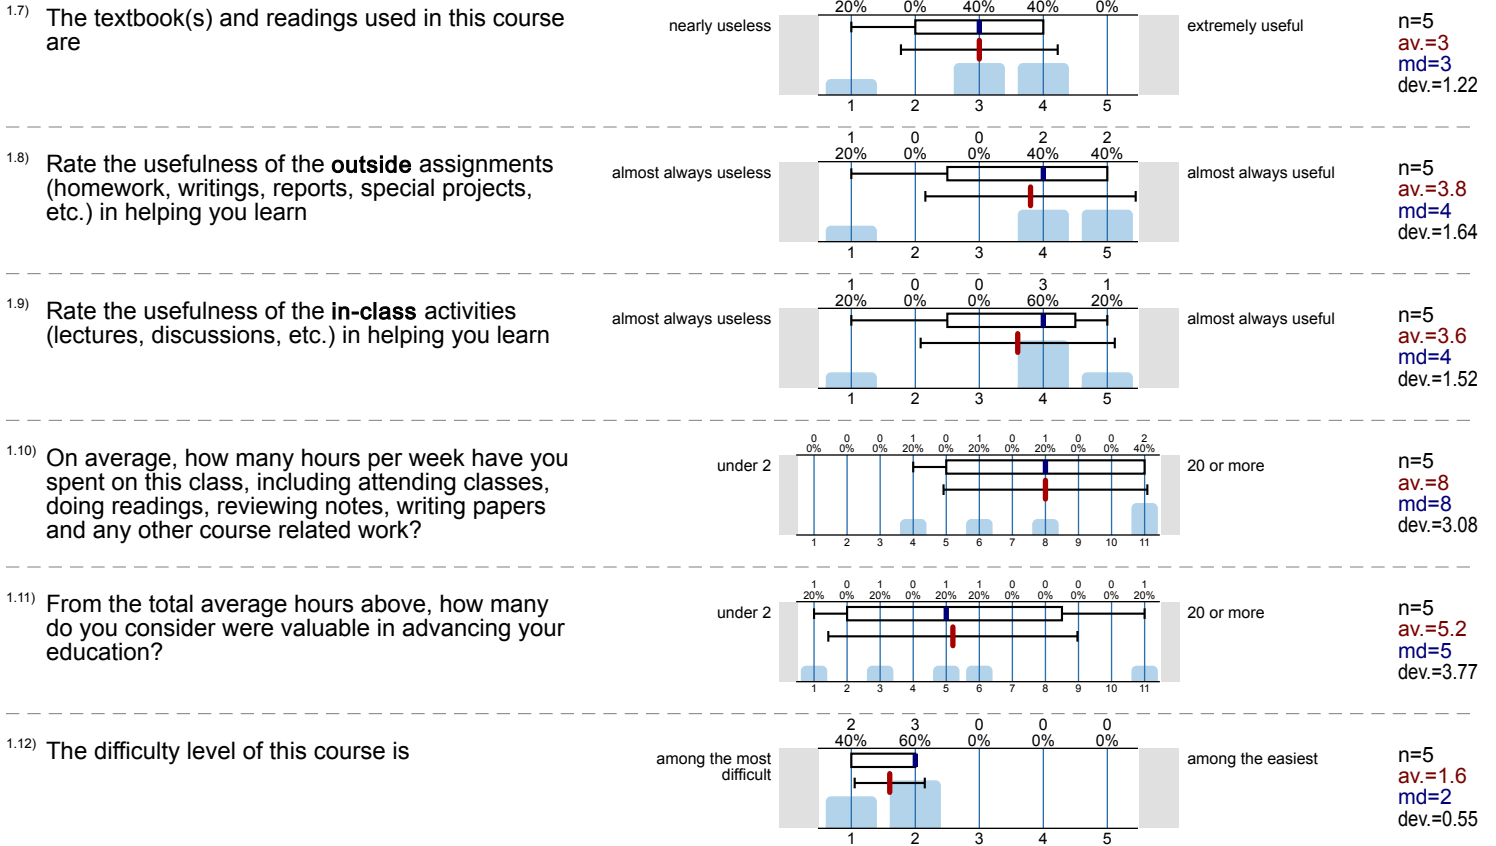 20% 0% 40% 40% 0%
1.7) The textbook(s) and readings used in this course
are
nearly useless
extremely useful
n=5
av.=3
md=3
dev.=1.22
1 2 3 4 5
1 0 0 2 2
20% 0% 0% 40% 40%
1.8) Rate the usefulness of the outside assignments
(homework, writings, reports, special projects,
etc.) in helping you learn
almost always useless
almost always useful
n=5
av.=3.8
md=4
dev.=1.64
1 2 3 4 5
1 0 0 3 1
20% 0% 0% 60% 20%
1.9) Rate the usefulness of the in-class activities
(lectures, discussions, etc.) in helping you learn
almost always useless
almost always useful
n=5
av.=3.6
md=4
dev.=1.52
1 2 3 4 5
0 0 0 1 0 1 0 1 0 0 2
0% 0% 0% 20% 0% 20% 0% 20% 0% 0% 40%
1.10) On average, how many hours per week have you
spent on this class, including attending classes,
doing readings, reviewing notes, writing papers
and any other course related work?
under 2
20 or more
n=5
av.=8
md=8
dev.=3.08
1 2 3 4 5 6 7 8 9 10 11
1 0 1 0 1 1 0 0 0 0 1
20% 0% 20% 0% 20% 20% 0% 0% 0% 0% 20%
1.11) From the total average hours above, how many
do you consider were valuable in advancing your
education?
under 2
20 or more
n=5
av.=5.2
md=5
dev.=3.77
1 2 3 4 5 6 7 8 9 10 11
2 3 0 0 0
40% 60% 0% 0% 0%
1.12) The difficulty level of this course is
among the most
difficult
among the easiest
n=5
av.=1.6
md=2
dev.=0.55
1 2 3 4 5